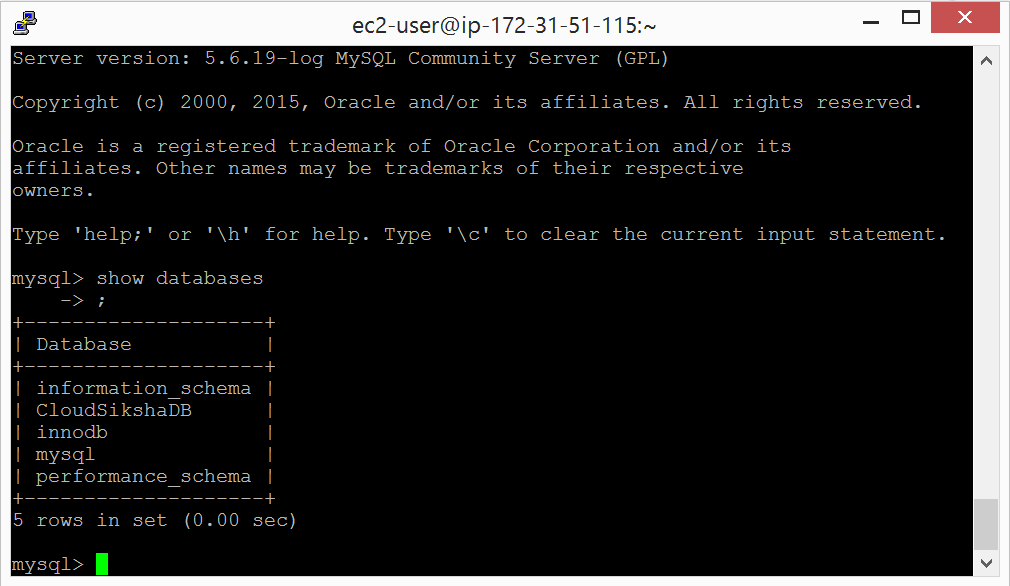 ec2-user@ip-172-31-51-115:~
Server version: 5.6.19-log MySQL Community Server (GPL)
Copyright (c) 2000, 2015, Oracle and/or its affiliates. All rights reserved.
Oracle is a registered trademark of Oracle Corporation and/or its
affiliates. Other names may be trademarks of their respective
owners.
Type 'help;' or '\h' for help. Type '\c' to clear the current input statement.
mysql> show databases
    -> ;
+--------------------+
| Database           |
+--------------------+
| information_schema |
| CloudSikshaDB      |
| innodb             |
| mysql              |
| performance_schema |
+--------------------+
5 rows in set (0.00 sec)
mysql>